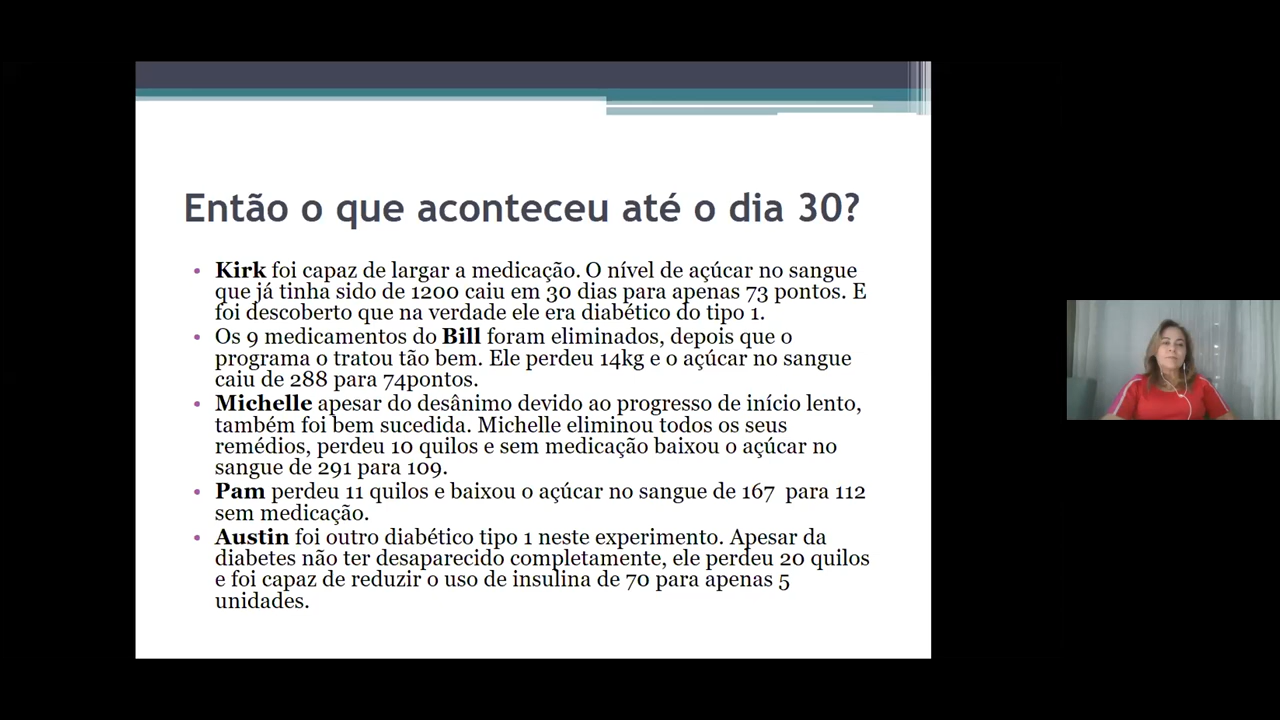 Então o que aconteceu até o dia 30?
• Kirk foi capaz de largar a medicação. O nível de açúcar no sangue
que já tinha sido de 1200 caiu em 30 dias para apenas 73 pontos. E
foi descoberto que na verdade ele era diabético do tipo 1.
• Os 9 medicamentos do Bill foram eliminados, depois que o
programa o tratou tão bem. Ele perdeu 14kg e o açúcar no sangue
caiu de 288 para 74pontos.
• Michelle apesar do desânimo devido ao progresso de início lento,
também foi bem sucedida. Michelle eliminou todos os seus
remédios, perdeu 10 quilos e sem medicação baixou o açúcar no
sangue de 291 para 109.
• Pam perdeu 11 quilos e baixou o açúcar no sangue de 167  para 112
sem medicação.
• Austin foi outro diabético tipo 1 neste experimento. Apesar da
diabetes não ter desaparecido completamente, ele perdeu 20 quilos
e foi capaz de reduzir o uso de insulina de 70 para apenas 5
unidades.